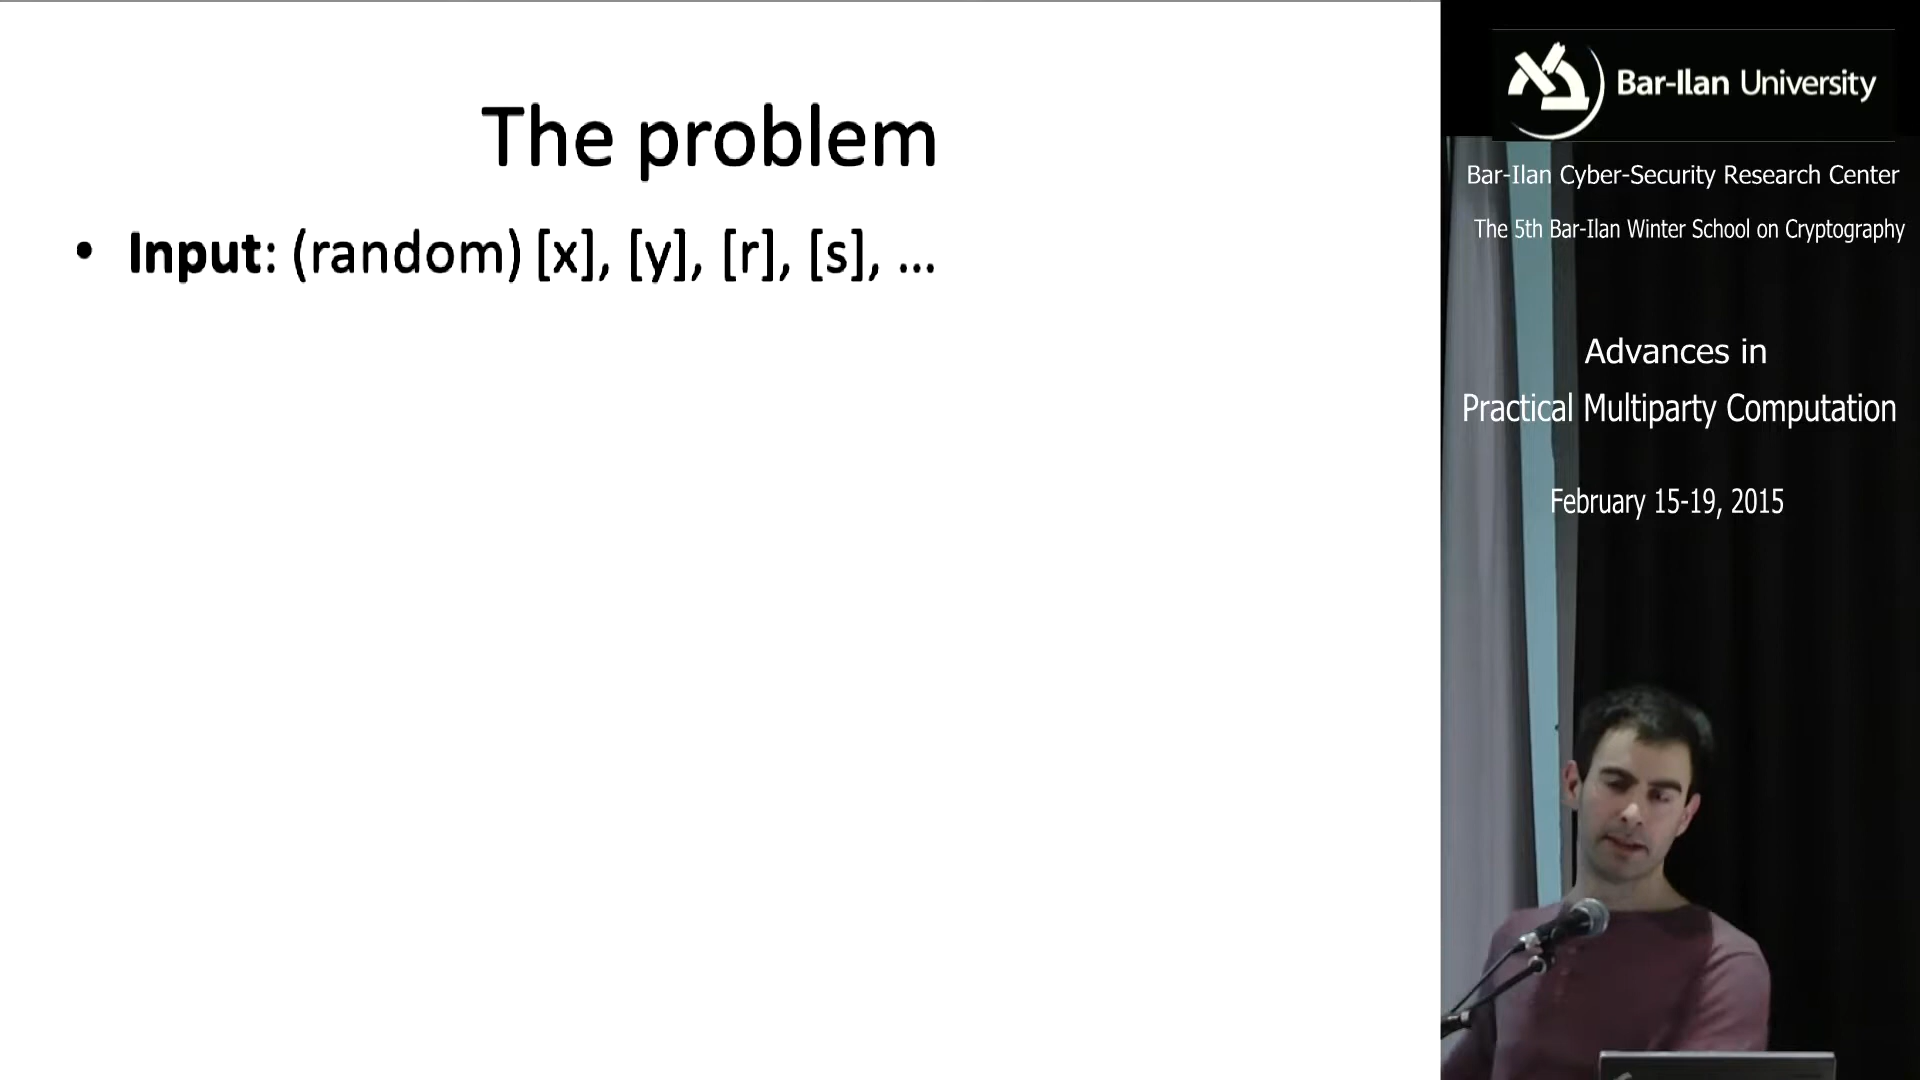 The problem
• Input: (random) [x], [y], [r], [s], ...
Bar-Ilan University
Bar-Ilan Cyber-Security Research Center
The 5th Bar-Ilan Winter School on Cryptography
Advances in
Practical Multiparty Computation
February 15-19, 2015